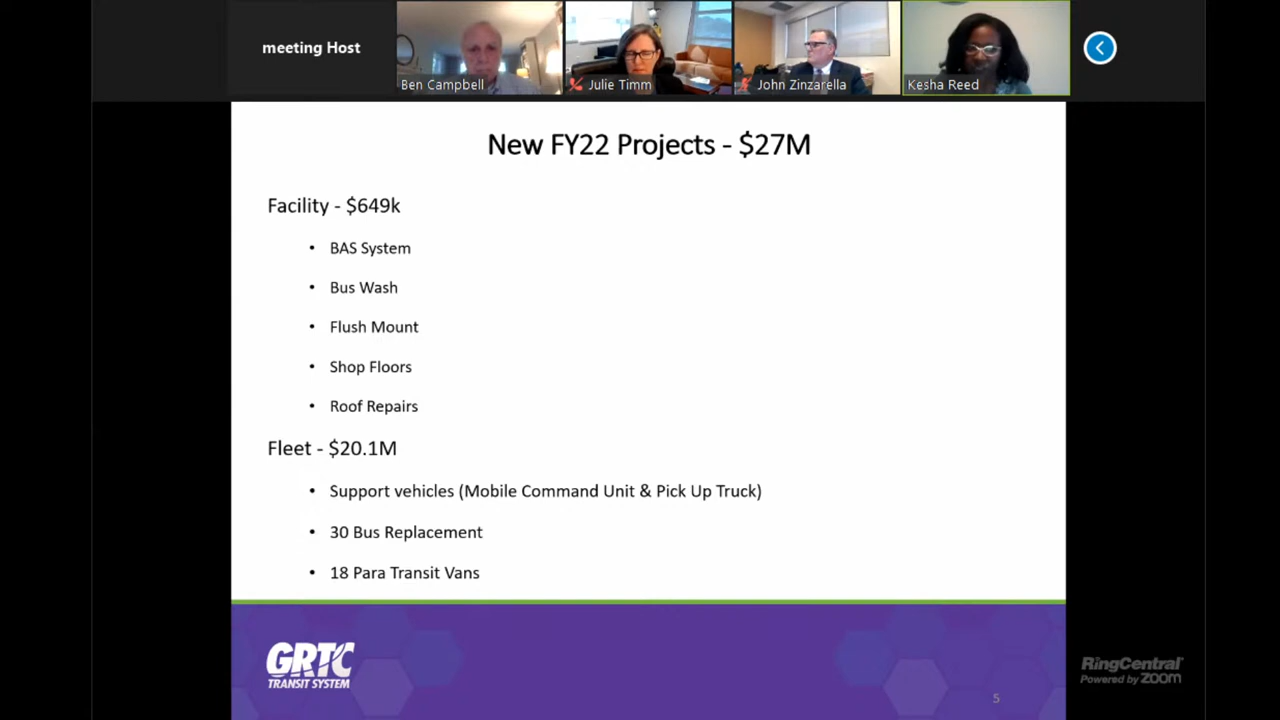 meeting Host
Ben Campbell
Julie Timm
John Zinzarella
Kesha Reed
New FY22 Projects - $27M
Facility - $649k
• BAS System
• Bus Wash
• Flush Mount
• Shop Floors
• Roof Repairs
Fleet - $20.1M
• Support vehicles (Mobile Command Unit & Pick Up Truck)
• 30 Bus Replacement
• 18 Para Transit Vans
GRTC
TRANSIT SYSTEM
RingCentral
Powered by zoom
5